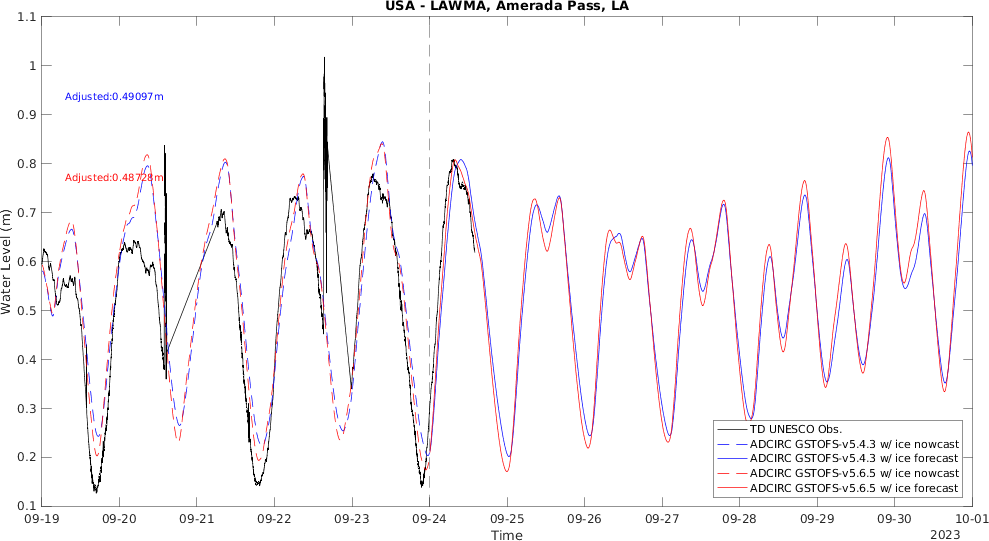 USA - LAWMA, Amerada Pass, LA
1.1
1
0.9
0.8
0.7
0.6
0.5
0.4
0.3
0.2
0.1
Water Level (m)
Adjusted:0.49097m
Adjusted:0.48728m
TD UNESCO Obs.
ADCIRC GSTOFS-v5.4.3 w/ ice nowcast
ADCIRC GSTOFS-v5.4.3 w/ ice forecast
ADCIRC GSTOFS-v5.6.5 w/ ice nowcast
ADCIRC GSTOFS-v5.6.5 w/ ice forecast
09-19 09-20 09-21 09-22 09-23 09-24 09-25 09-26 09-27 09-28 09-29 09-30 10-01
Time
2023